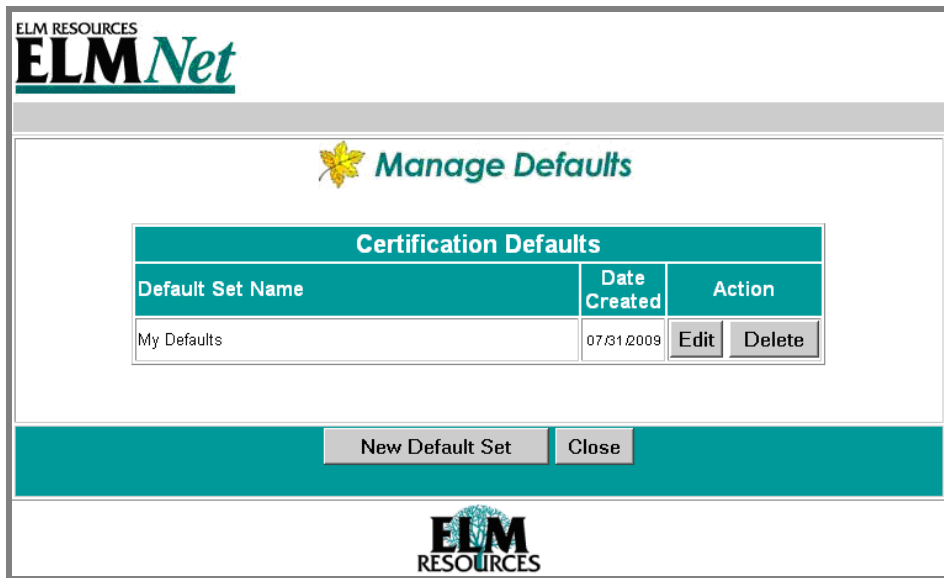 ELM RESOURCES
ELMNet
Manage Defaults
Certification Defaults
Default Set Name
Date
Created
Action
My Defaults
07/31/2009
Edit
Delete
New Default Set
Close
ELM
RESOURCES